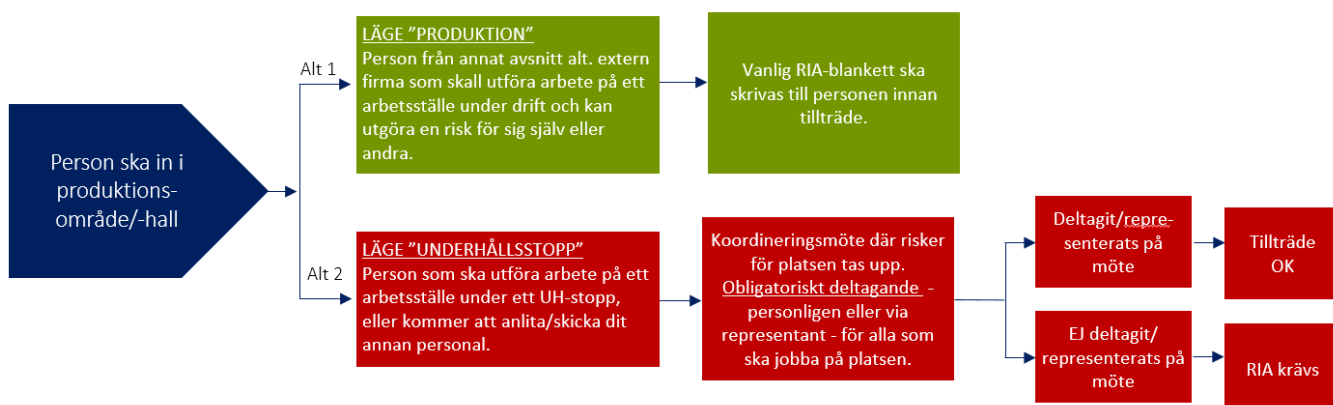 Person ska in i
produktions-
område/-hall
Alt 1
LÄGE ”PRODUKTION”
Person från annat avsnitt alt. extern
firma som skall utföra arbete på ett
arbetsställe under drift och kan
utgöra en risk för sig själv eller
andra.
Vanlig RIA-blankett ska
skrivas till personen innan
tillträde.
Alt 2
LÄGE ”UNDERHÅLLSSTOPP”
Person som ska utföra arbete på ett
arbetsställe under ett UH-stopp,
eller kommer att anlita/skicka dit
annan personal.
Koordineringsmöte där risker
för platsen tas upp.
Obligatoriskt deltagande -
personligen eller via
representant - för alla som
ska jobba på platsen.
Deltagit/repre-
senterats på
möte
Tillträde
OK
EJ deltagit/
representerats på
möte
RIA krävs